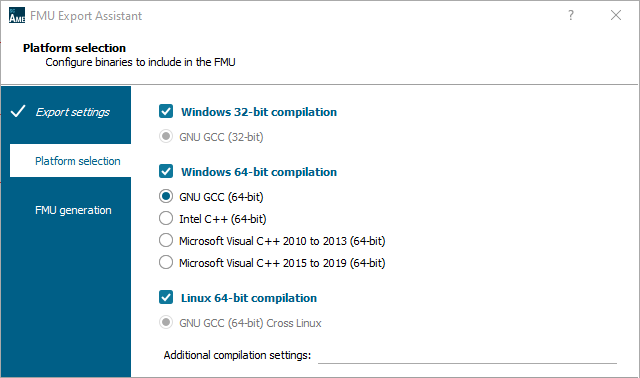 AME
FMU Export Assistant
Platform selection
Configure binaries to include in the FMU
Export settings
Platform selection
FMU generation
Windows 32-bit compilation
GNU GCC (32-bit)
Windows 64-bit compilation
GNU GCC (64-bit)
Intel C++ (64-bit)
Microsoft Visual C++ 2010 to 2013 (64-bit)
Microsoft Visual C++ 2015 to 2019 (64-bit)
Linux 64-bit compilation
GNU GCC (64-bit) Cross Linux
Additional compilation settings: